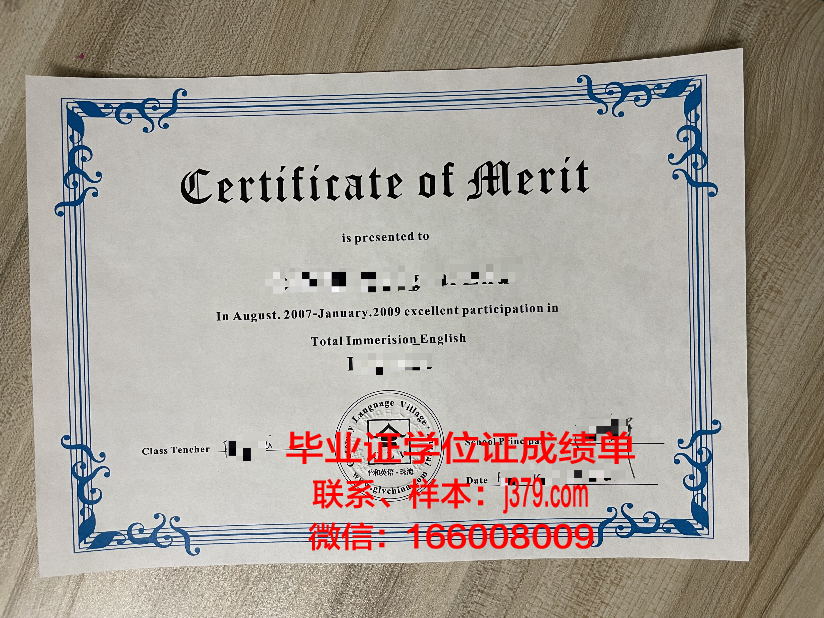 Certificate of Merit
is presented to
In August. 2007-January.2009 excellent participation in
Total Immerision English
Language Village
Class Tencher
School Principal
毕业证学位证成绩单
Date
联系、样本：j379.com
微信：166008009